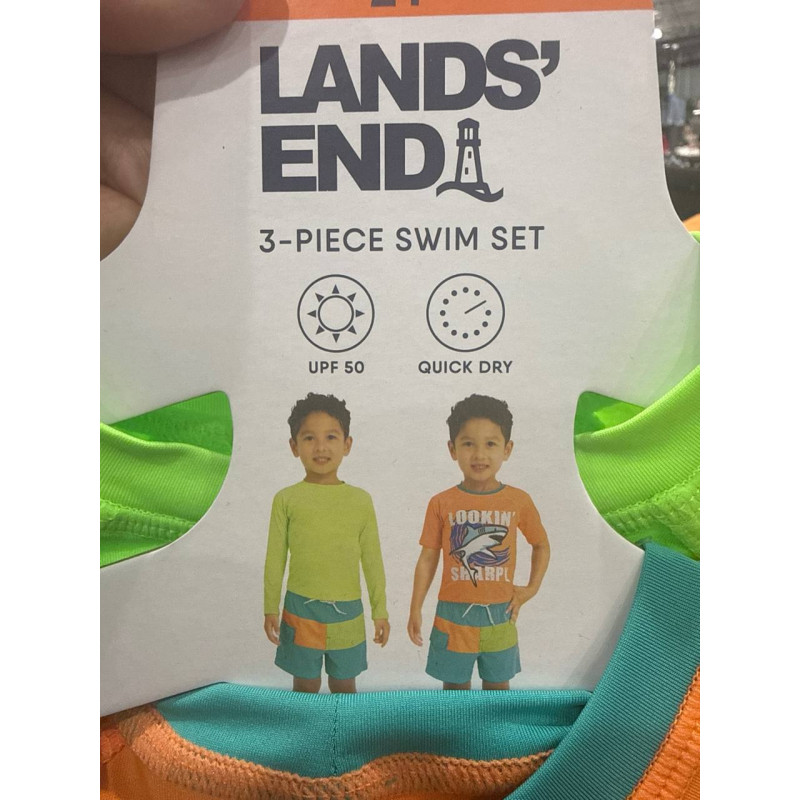 LANDS'
END
3-PIECE SWIM SET
UPF 50
QUICK DRY
LOOKIN'
SHARP!